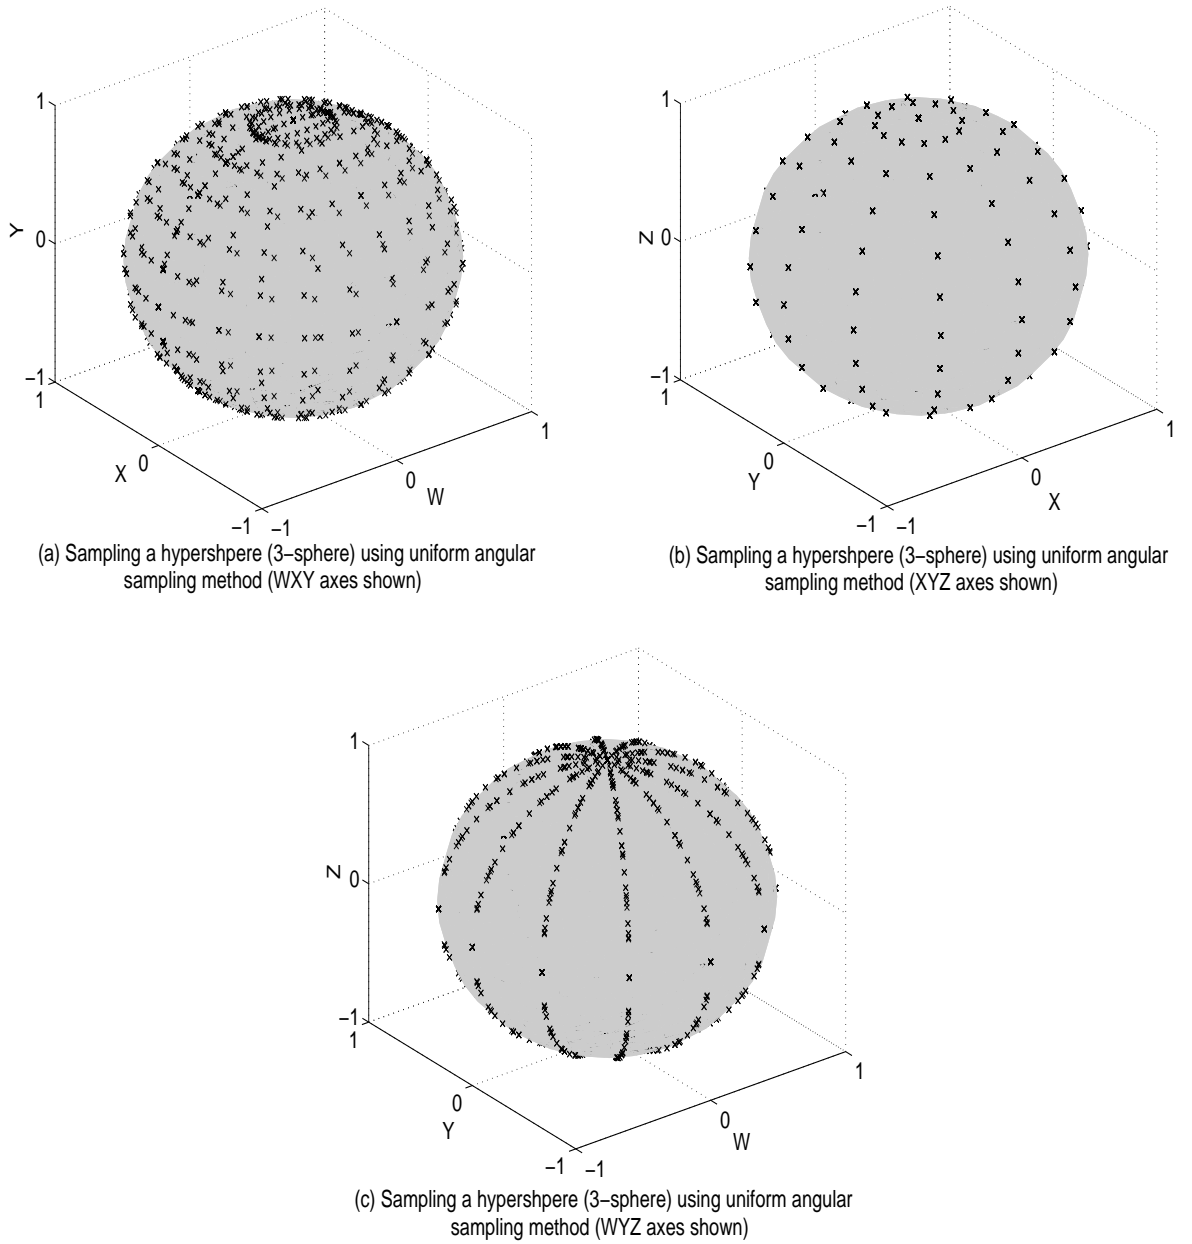 1
0
−1
Y
1
0
−1
X
−1
0
1
W
(a) Sampling a hypershpere (3−sphere) using uniform angular
sampling method (WXY axes shown)
1
0
−1
Z
1
0
−1
Y
−1
0
1
X
(b) Sampling a hypershpere (3−sphere) using uniform angular
sampling method (XYZ axes shown)
1
0
−1
Z
1
0
−1
Y
−1
0
1
W
(c) Sampling a hypershpere (3−sphere) using uniform angular
sampling method (WYZ axes shown)